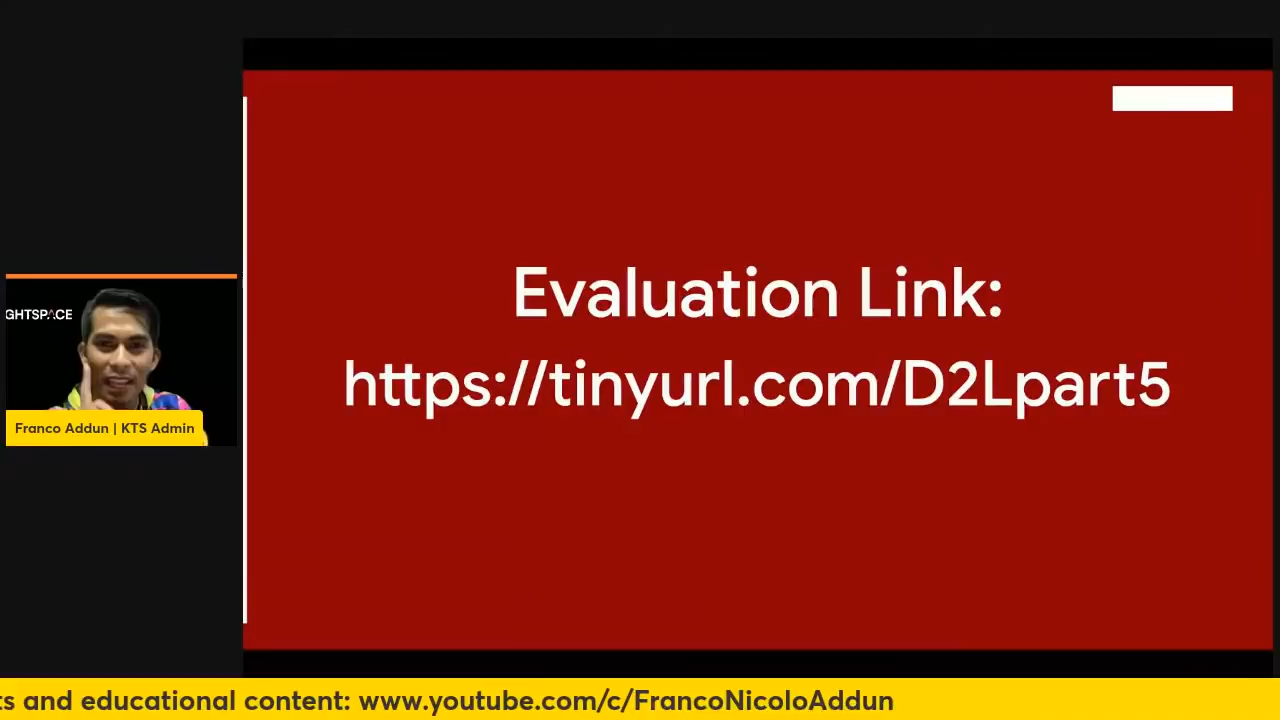 Evaluation Link:
https://tinyurl.com/D2Lpart5
GHTSPACE
Franco Addun | KTS Admin
ts and educational content: www.youtube.com/c/FrancoNicoloAddun